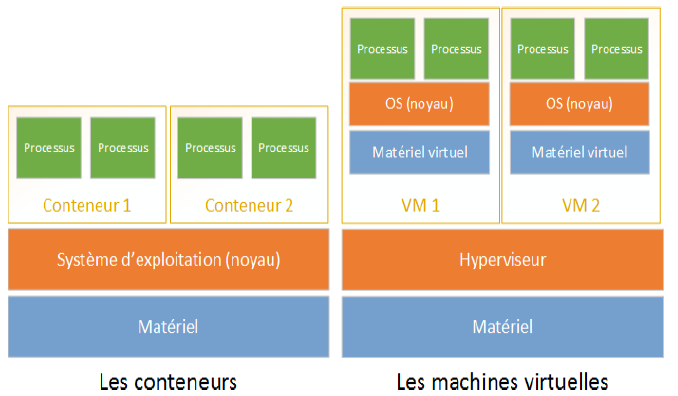 Processus
Processus
Conteneur 1
Processus
Processus
Conteneur 2
Système d'exploitation (noyau)
Matériel
Les conteneurs
Processus
Processus
OS (noyau)
Matériel virtuel
VM 1
Processus
Processus
OS (noyau)
Matériel virtuel
VM 2
Hyperviseur
Matériel
Les machines virtuelles